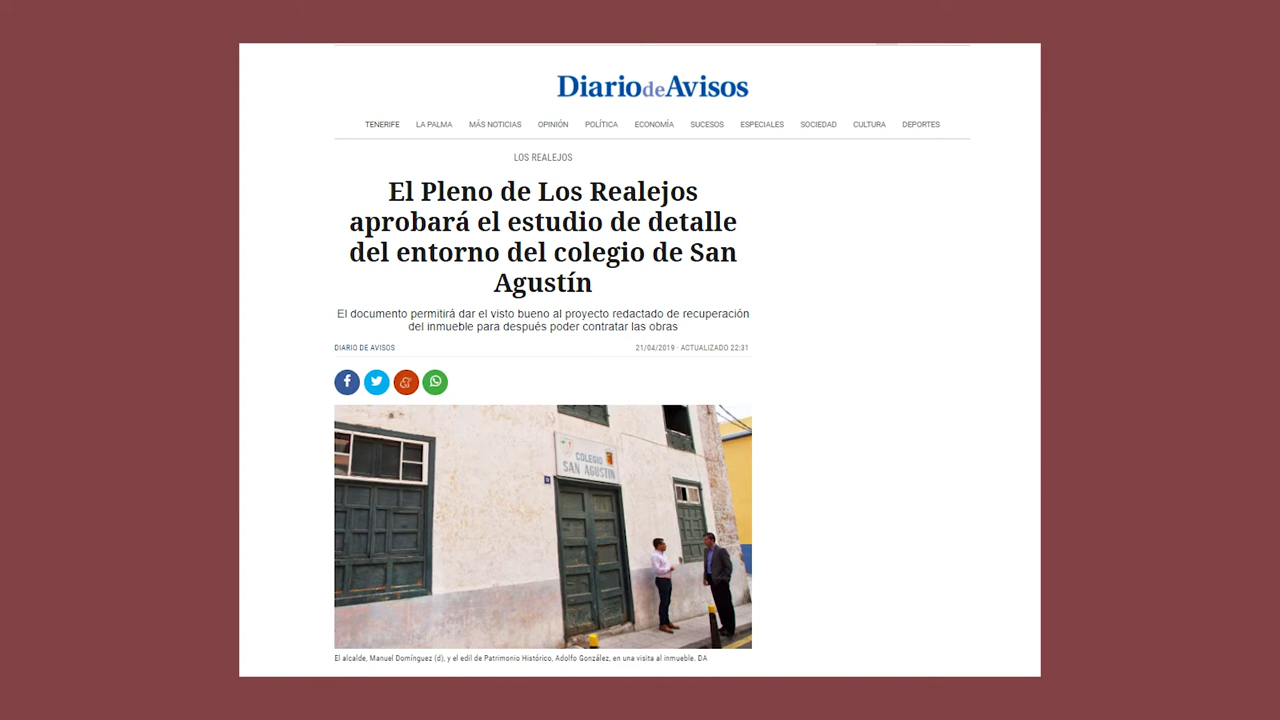 Diario de Avisos
TENERIFE LA PALMA MÁS NOTICIAS OPINIÓN POLÍTICA ECONOMÍA SUCESOS ESPECIALES SOCIEDAD CULTURA DEPORTES
LOS REALEJOS
El Pleno de Los Realejos
aprobará el estudio de detalle
del entorno del colegio de San
Agustín
El documento permitirá dar el visto bueno al proyecto redactado de recuperación
del inmueble para después poder contratar las obras
DIARIO DE AVISOS 21/04/2019 · ACTUALIZADO 22:31
COLEGIO
SAN AGUSTIN
El alcalde, Manuel Domínguez (d), y el edil de Patrimonio Histórico, Adolfo González, en una visita al inmueble. DA